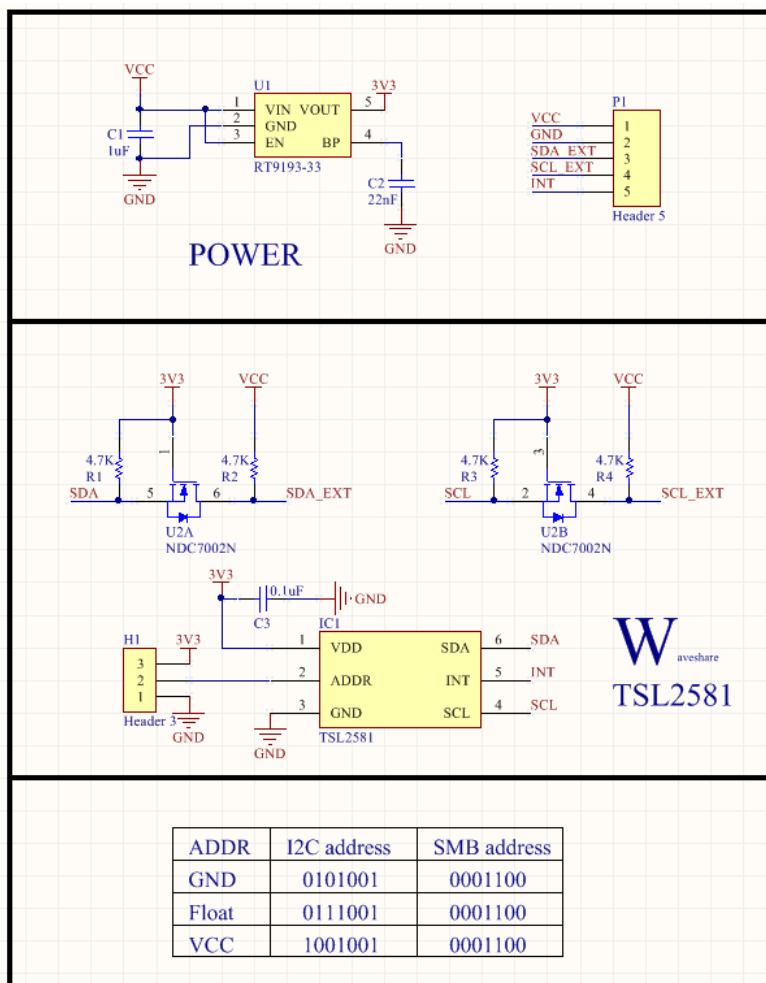 VCC
U1
3V3
1 VIN VOUT 5
2 GND
3 EN BP 4
C1
1uF
RT9193-33
GND
C2
22nF
GND
POWER
P1
VCC 1
GND 2
SDA_EXT 3
SCL_EXT 4
INT 5
Header 5
3V3 VCC
4.7K
R1
1
4.7K
R2
SDA 5 6 SDA_EXT
U2A
NDC7002N
3V3 VCC
4.7K
R3
3
4.7K
R4
SCL 2 4 SCL_EXT
U2B
NDC7002N
3V3
0.1uF
C3
GND
H1
3V3
3
2
1
Header 3
GND
IC1
1 VDD SDA 6 SDA
2 ADDR INT 5 INT
3 GND SCL 4 SCL
GND
TSL2581
Waveshare
TSL2581
ADDR I2C address SMB address
GND 0101001 0001100
Float 0111001 0001100
VCC 1001001 0001100